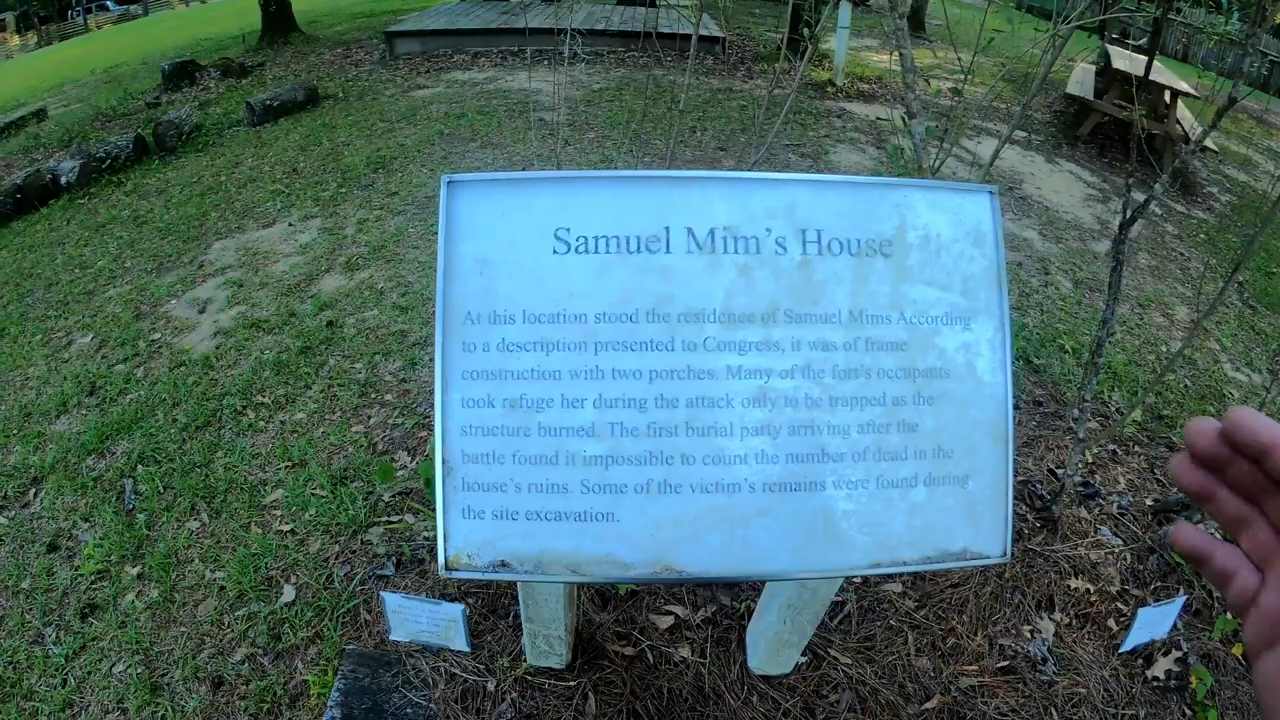 Samuel Mim's House
At this location stood the residence of Samuel Mims According
to a description presented to Congress, it was of frame
construction with two porches. Many of the fort's occupants
took refuge her during the attack only to be trapped as the
structure burned. The first burial party arriving after the
battle found it impossible to count the number of dead in the
house's ruins. Some of the victim's remains were found during
the site excavation.